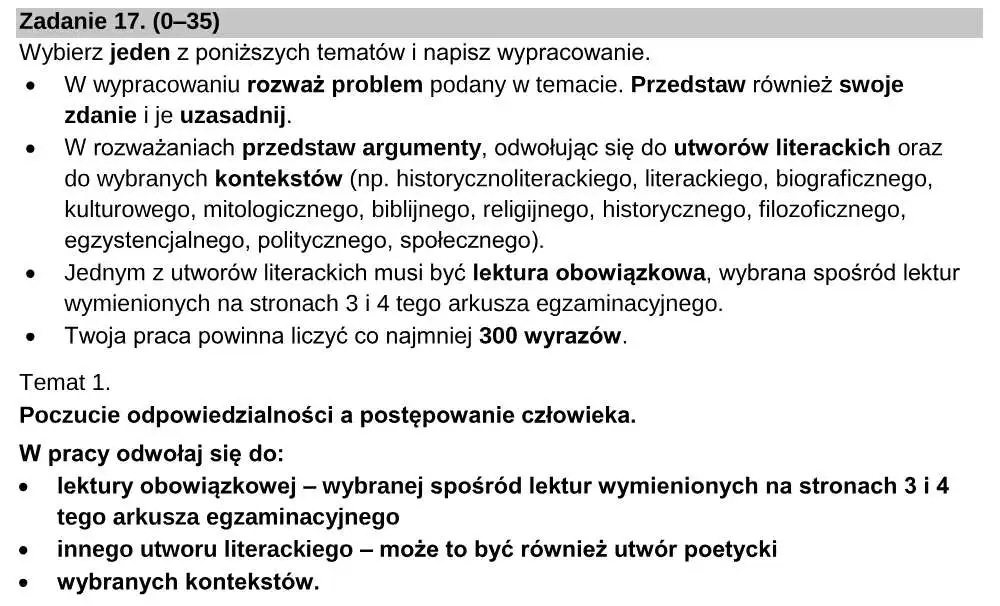 Zadanie 17. (0–35)
Wybierz jeden z poniższych tematów i napisz wypracowanie.
• W wypracowaniu rozważ problem podany w temacie. Przedstaw również swoje
zdanie i je uzasadnij.
• W rozważaniach przedstaw argumenty, odwołując się do utworów literackich oraz
do wybranych kontekstów (np. historycznoliterackiego, literackiego, biograficznego,
kulturowego, mitologicznego, biblijnego, religijnego, historycznego, filozoficznego,
egzystencjalnego, politycznego, społecznego).
• Jednym z utworów literackich musi być lektura obowiązkowa, wybrana spośród lektur
wymienionych na stronach 3 i 4 tego arkusza egzaminacyjnego.
• Twoja praca powinna liczyć co najmniej 300 wyrazów.
Temat 1.
Poczucie odpowiedzialności a postępowanie człowieka.
W pracy odwołaj się do:
• lektury obowiązkowej – wybranej spośród lektur wymienionych na stronach 3 i 4
tego arkusza egzaminacyjnego
• innego utworu literackiego – może to być również utwór poetycki
• wybranych kontekstów.